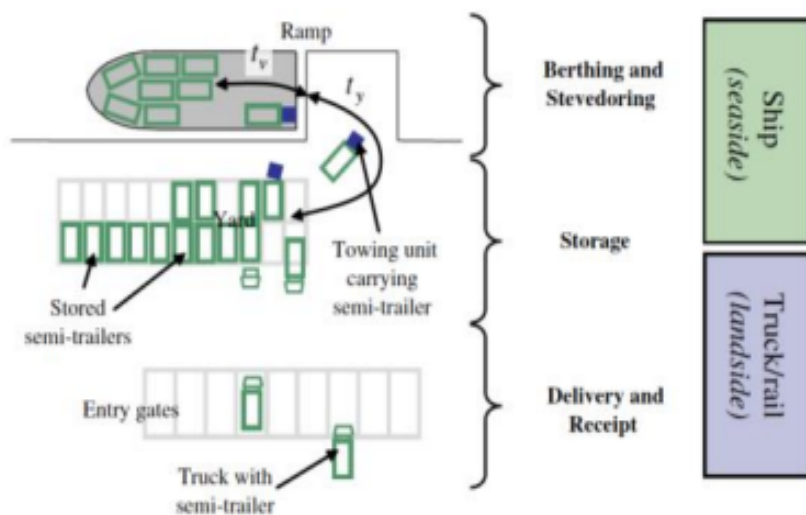 Ramp
t_v
t_y
Berthing and
Stevedoring
Ship
(seaside)
Yard
Towing unit
carrying
semi-trailer
Storage
Stored
semi-trailers
Truck/rail
(landside)
Entry gates
Delivery and
Receipt
Truck with
semi-trailer